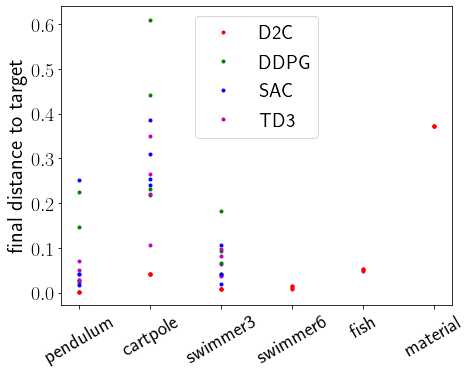 final distance to target
0.6
0.5
0.4
0.3
0.2
0.1
0.0
D2C
DDPG
SAC
TD3
pendulum
cartpole
swimmer3
swimmer6
fish
material